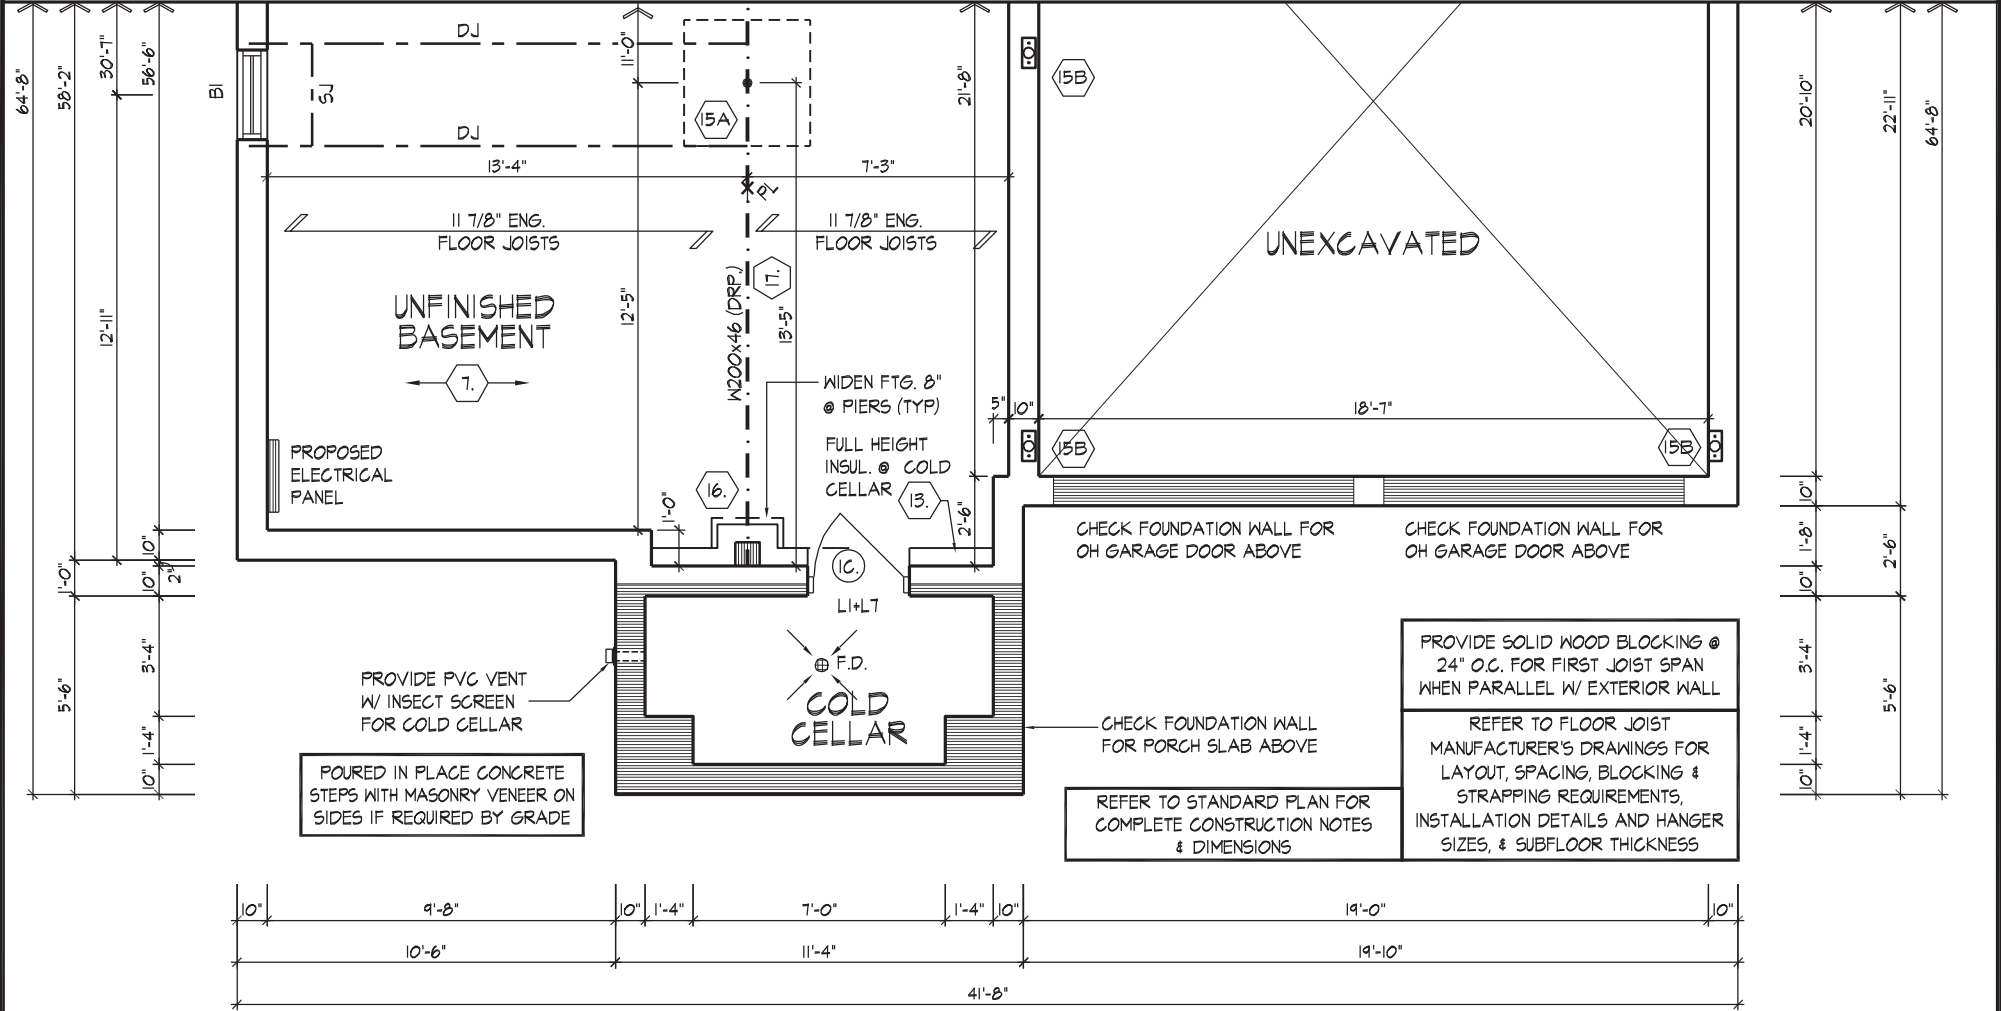 64'-8"
58'-2"
30'-7"
56'-6"
BI
DJ
SJ
DJ
11'-0"
15A
21'-8"
15B
20'-10"
22'-11"
64'-8"
13'-4"
7'-3"
PL
11 7/8" ENG.
FLOOR JOISTS
11 7/8" ENG.
FLOOR JOISTS
UNEXCAVATED
17.
W200x46 (DRP.)
12'-11"
UNFINISHED
BASEMENT
7.
12'-5"
13'-5"
WIDEN FTG. 8"
@ PIERS (TYP)
5"
10"
18'-7"
FULL HEIGHT
INSUL. @ COLD
CELLAR
15B
15B
PROPOSED
ELECTRICAL
PANEL
16.
13.
1'-0"
2'-6"
10"
CHECK FOUNDATION WALL FOR
OH GARAGE DOOR ABOVE
CHECK FOUNDATION WALL FOR
OH GARAGE DOOR ABOVE
10"
1'-8"
2'-6"
1'-0"
10"
2"
1C.
L1+L7
10"
F.D.
COLD
CELLAR
3'-4"
5'-6"
PROVIDE PVC VENT
W/ INSECT SCREEN
FOR COLD CELLAR
3'-4"
5'-6"
PROVIDE SOLID WOOD BLOCKING @
24" O.C. FOR FIRST JOIST SPAN
WHEN PARALLEL W/ EXTERIOR WALL
1'-4"
10"
CHECK FOUNDATION WALL
FOR PORCH SLAB ABOVE
REFER TO FLOOR JOIST
MANUFACTURER'S DRAWINGS FOR
LAYOUT, SPACING, BLOCKING &
STRAPPING REQUIREMENTS,
INSTALLATION DETAILS AND HANGER
SIZES, & SUBFLOOR THICKNESS
1'-4"
10"
POURED IN PLACE CONCRETE
STEPS WITH MASONRY VENEER ON
SIDES IF REQUIRED BY GRADE
REFER TO STANDARD PLAN FOR
COMPLETE CONSTRUCTION NOTES
& DIMENSIONS
10"
9'-8"
10"
1'-4"
7'-0"
1'-4"
10"
19'-0"
10"
10'-6"
11'-4"
19'-10"
41'-8"